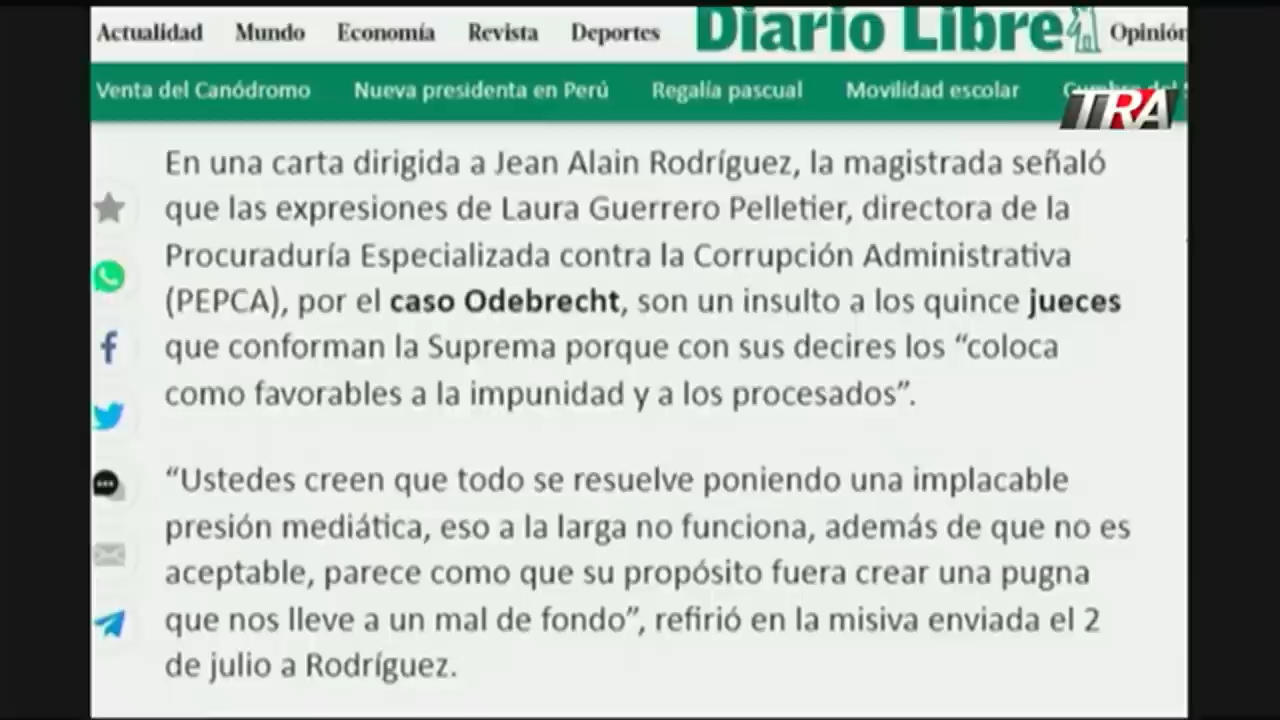 Actualidad Mundo Economía Revista Deportes Diario Libre Opinión
Venta del Canódromo Nueva presidenta en Perú Regalía pascual Movilidad escolar
TRA
En una carta dirigida a Jean Alain Rodríguez, la magistrada señaló
que las expresiones de Laura Guerrero Pelletier, directora de la
Procuraduría Especializada contra la Corrupción Administrativa
(PEPCA), por el caso Odebrecht, son un insulto a los quince jueces
que conforman la Suprema porque con sus decires los “coloca
como favorables a la impunidad y a los procesados”.
“Ustedes creen que todo se resuelve poniendo una implacable
presión mediática, eso a la larga no funciona, además de que no es
aceptable, parece como que su propósito fuera crear una pugna
que nos lleve a un mal de fondo”, refirió en la misiva enviada el 2
de julio a Rodríguez.